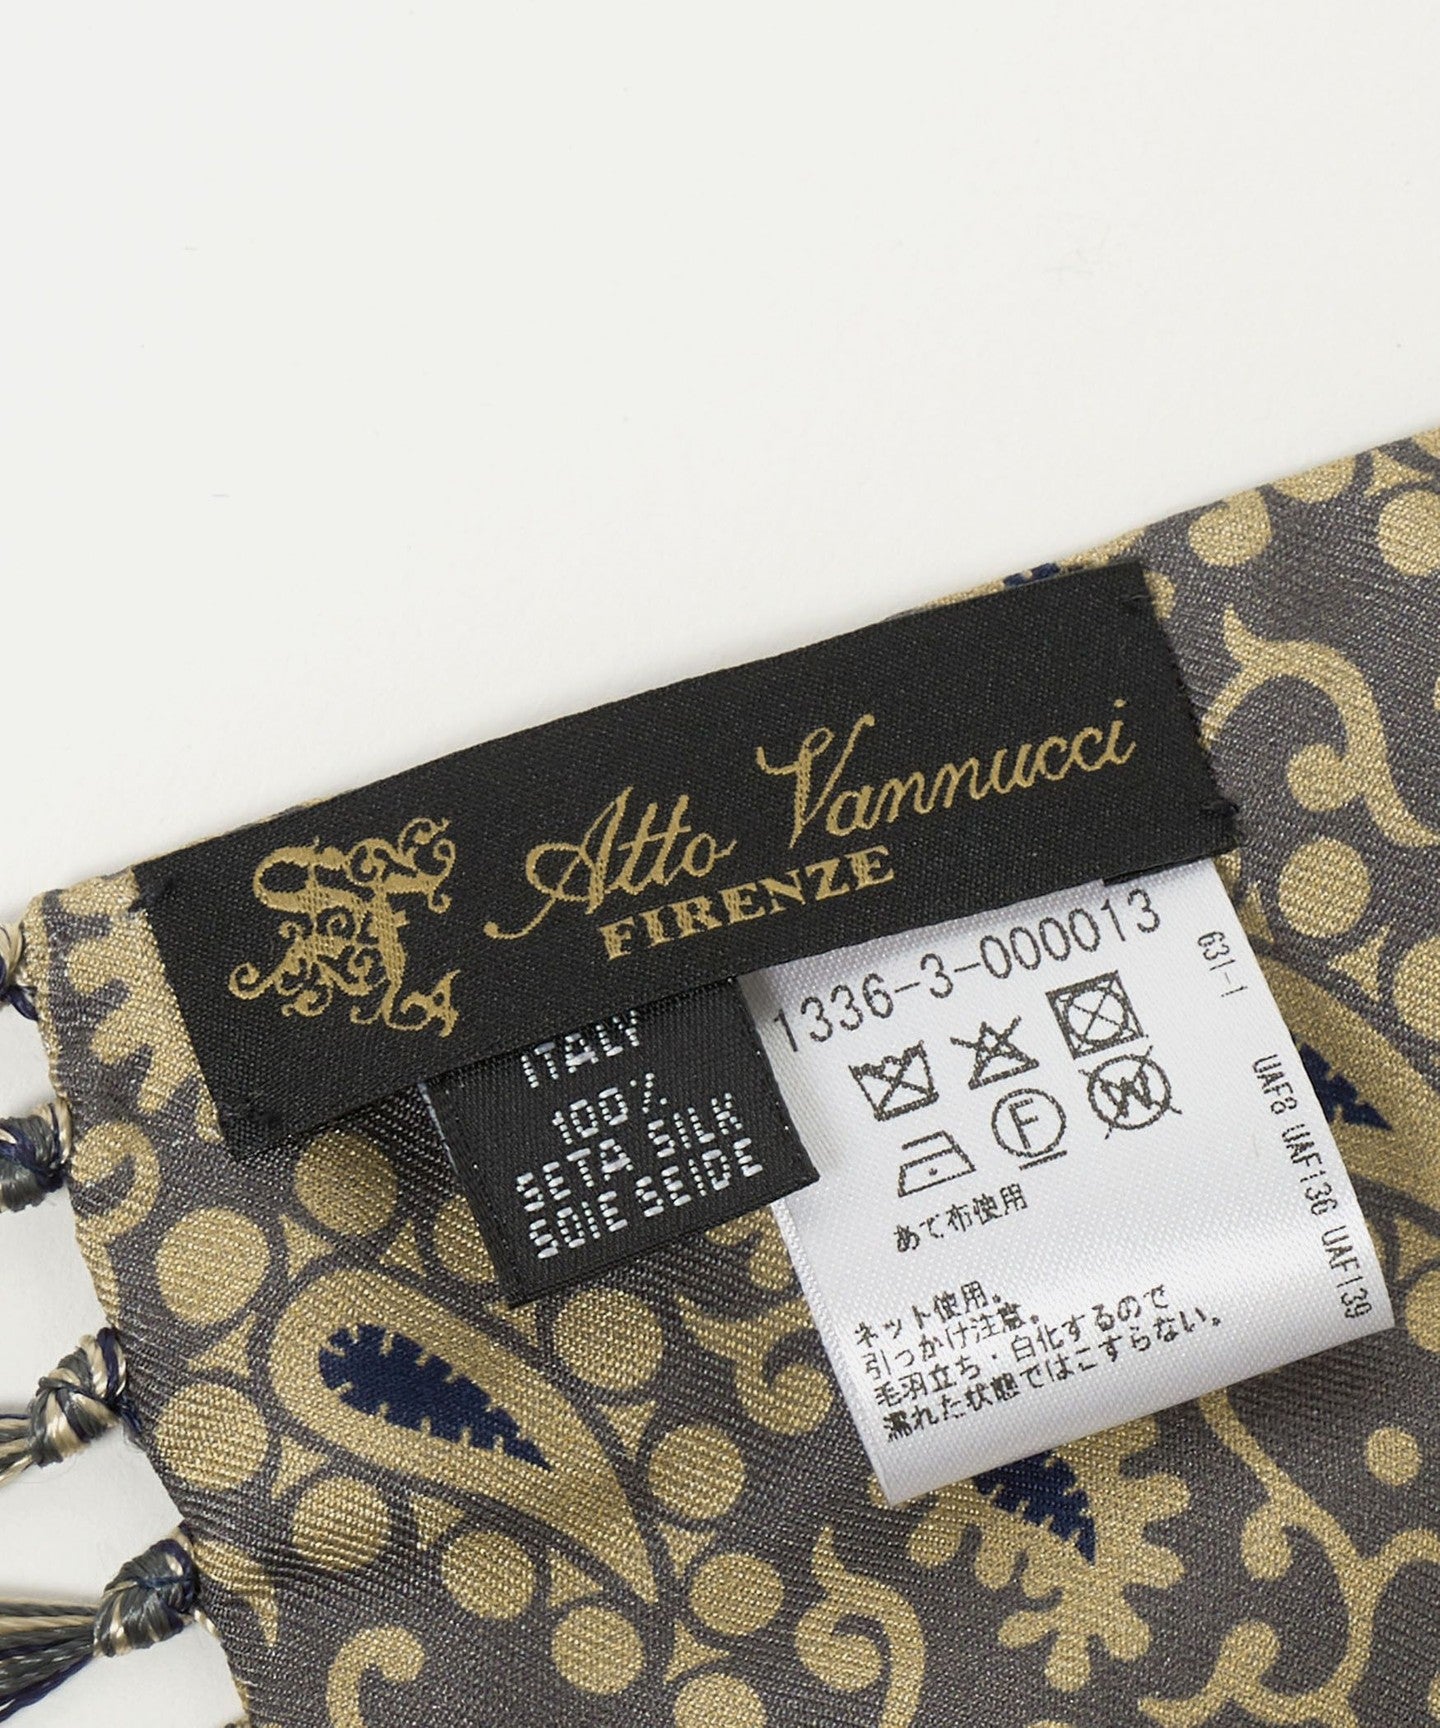 Atto Vannucci
FIRENZE
ITALY
100%
SETA SILK
SOIE SEIDE
1336-3-000013
631-1
UAF8 UAF136 UAF139
F
W
あて布使用
ネット使用。
引っかけ注意。
毛羽立ち・白化するので
濡れた状態ではこすらない。